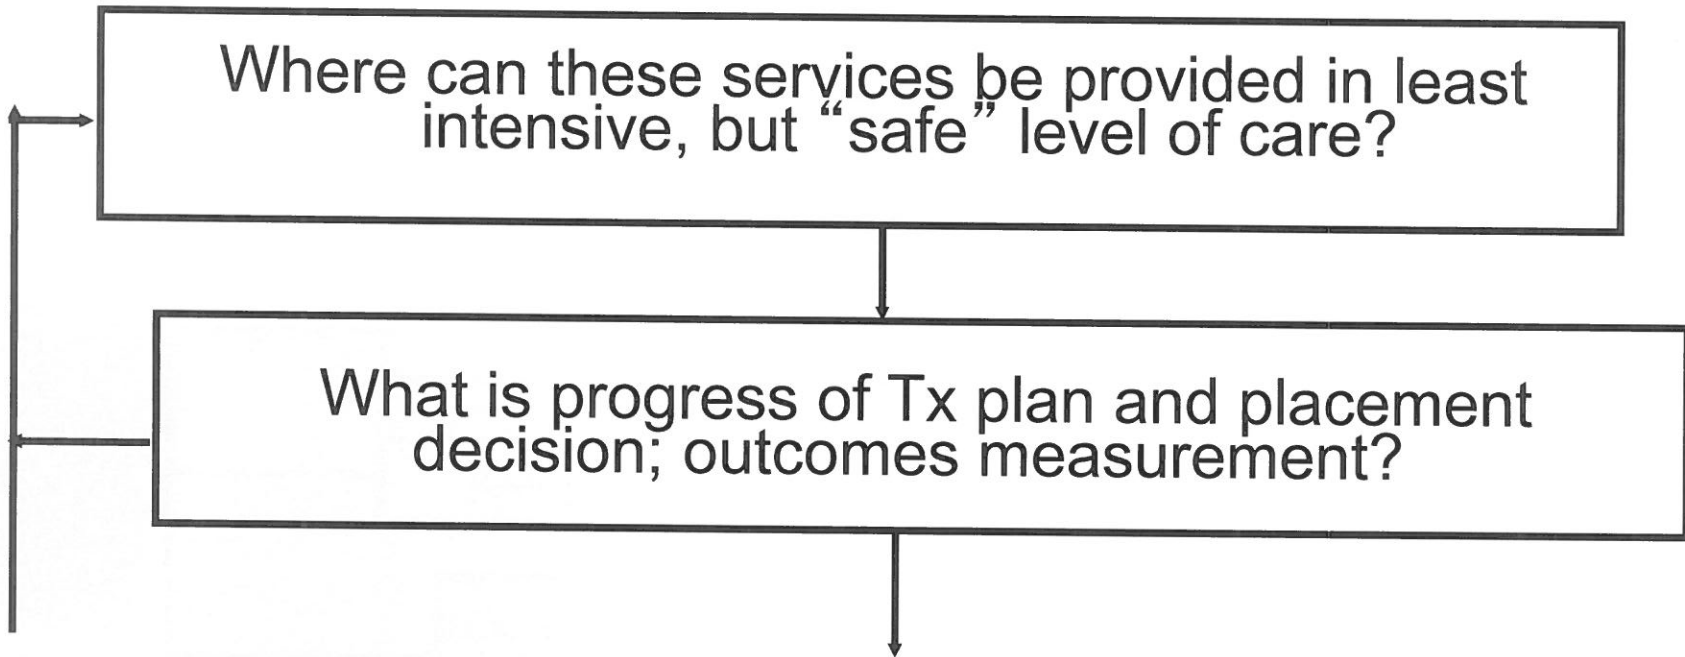 Where can these services be provided in least
intensive, but “safe” level of care?
What is progress of Tx plan and placement
decision; outcomes measurement?